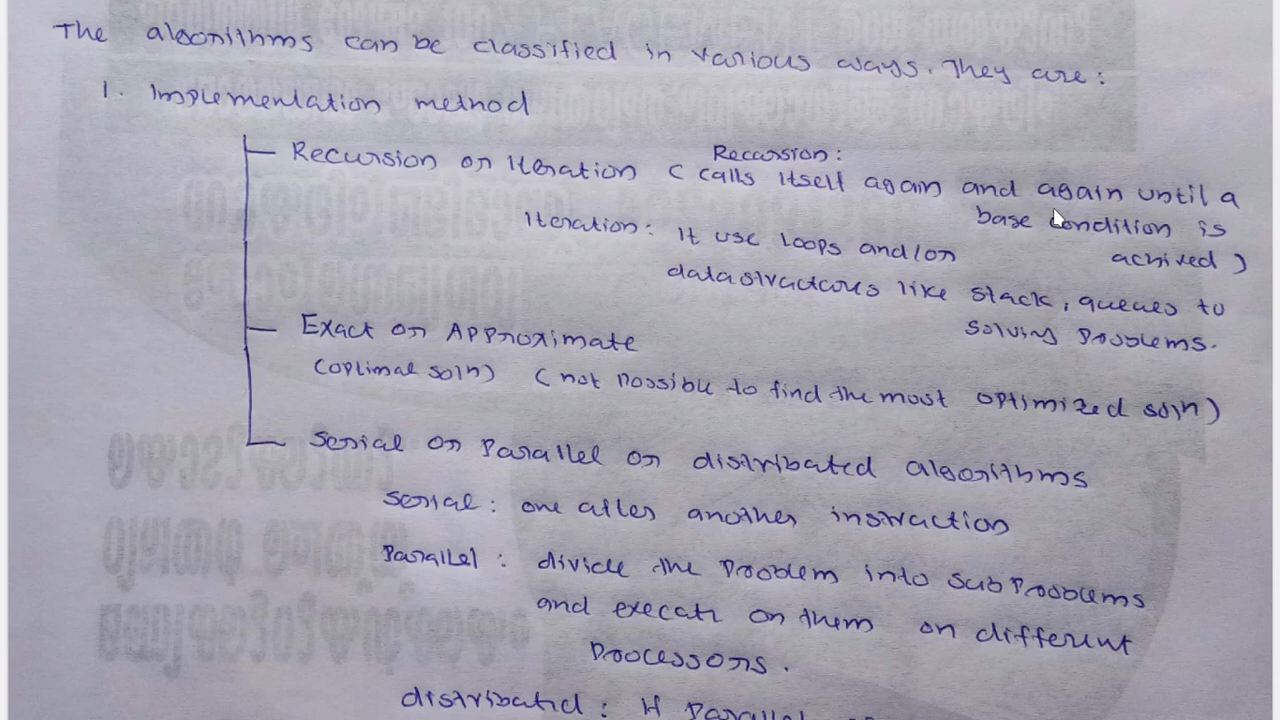 The algorithms can be classified in various ways. They are:
1. Implementation method
Recursion or Iteration ( Recursion: calls itself again and again until a
base condition is
achived )
Iteration: It use loops and/or
datastructures like stack, queues to
solving problems.
Exact or Approximate
(optimal soln) (not possible to find the most optimized soln)
Serial or Parallel or distributed algorithms
serial: one after another instruction
Parallel: divide the problem into subproblems
and execute on them on different
processors.
distributed: If parallel